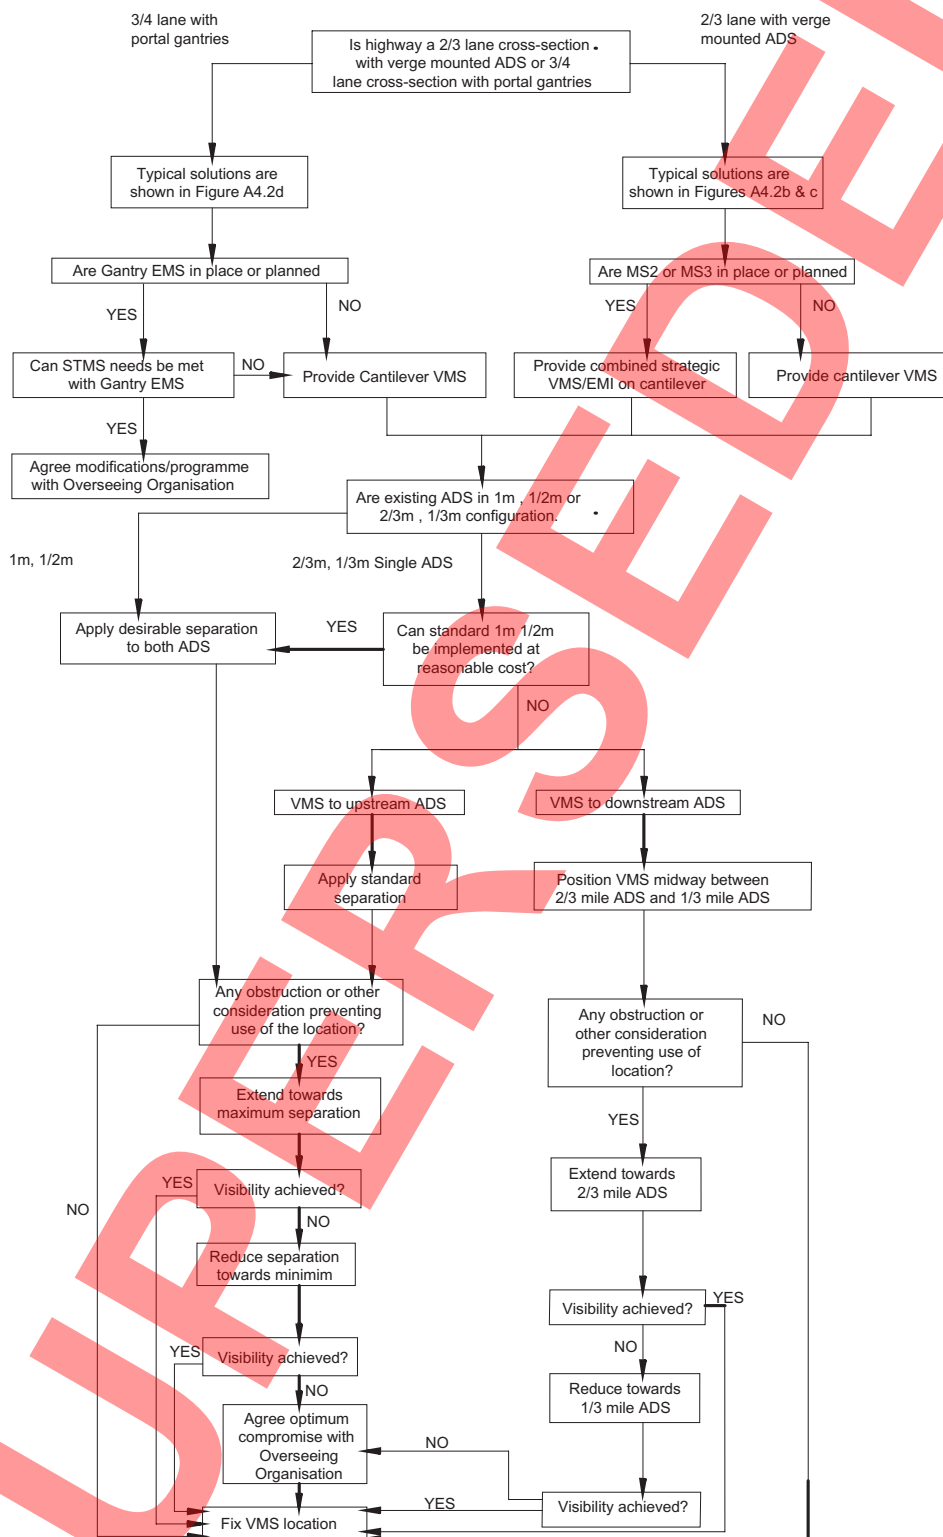 3/4 lane with
portal gantries
2/3 lane with verge
mounted ADS
Is highway a 2/3 lane cross-section .
with verge mounted ADS or 3/4
lane cross-section with portal gantries
Typical solutions are
shown in Figure A4.2d
Typical solutions are
shown in Figures A4.2b & c
Are Gantry EMS in place or planned
Are MS2 or MS3 in place or planned
YES
NO
YES
NO
Can STMS needs be met
with Gantry EMS
NO
Provide Cantilever VMS
Provide combined strategic
VMS/EMI on cantilever
Provide cantilever VMS
YES
Agree modifications/programme
with Overseeing Organisation
Are existing ADS in 1m , 1/2m or
2/3m , 1/3m configuration. .
1m, 1/2m
2/3m, 1/3m Single ADS
Apply desirable separation
to both ADS
YES
Can standard 1m 1/2m
be implemented at
reasonable cost?
NO
VMS to upstream ADS
VMS to downstream ADS
Apply standard
separation
Position VMS midway between
2/3 mile ADS and 1/3 mile ADS
Any obstruction or other
consideration preventing
use of the location?
Any obstruction or
other consideration
preventing use of
location?
NO
YES
Extend towards
maximum separation
YES
Extend towards
2/3 mile ADS
YES
Visibility achieved?
NO
NO
Reduce separation
towards minimim
Visibility achieved?
YES
NO
YES
Visibility achieved?
Reduce towards
1/3 mile ADS
NO
Agree optimum
compromise with
Overseeing
Organisation
NO
YES
Visibility achieved?
Fix VMS location
UPERSEDE